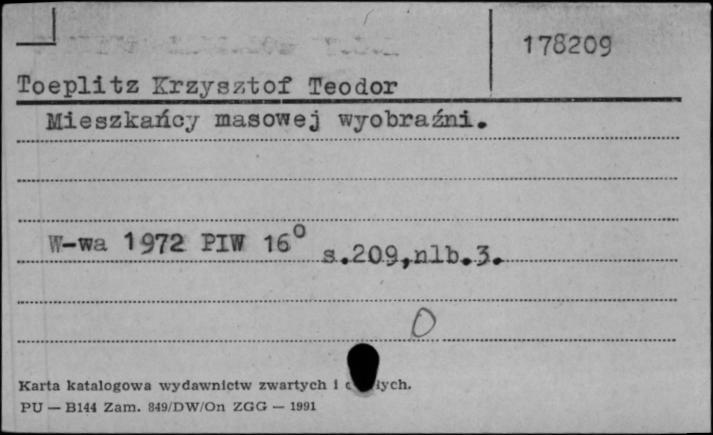 178209
Toeplitz Krzysztof Teodor
Mieszkańcy masowej wyobraźni.
W-wa 1972 PIW 16° s.209,nlb.3.
0
Karta katalogowa wydawnictw zwartych i
PU — B144 Zam. 849/DW/On ZGG — 1991